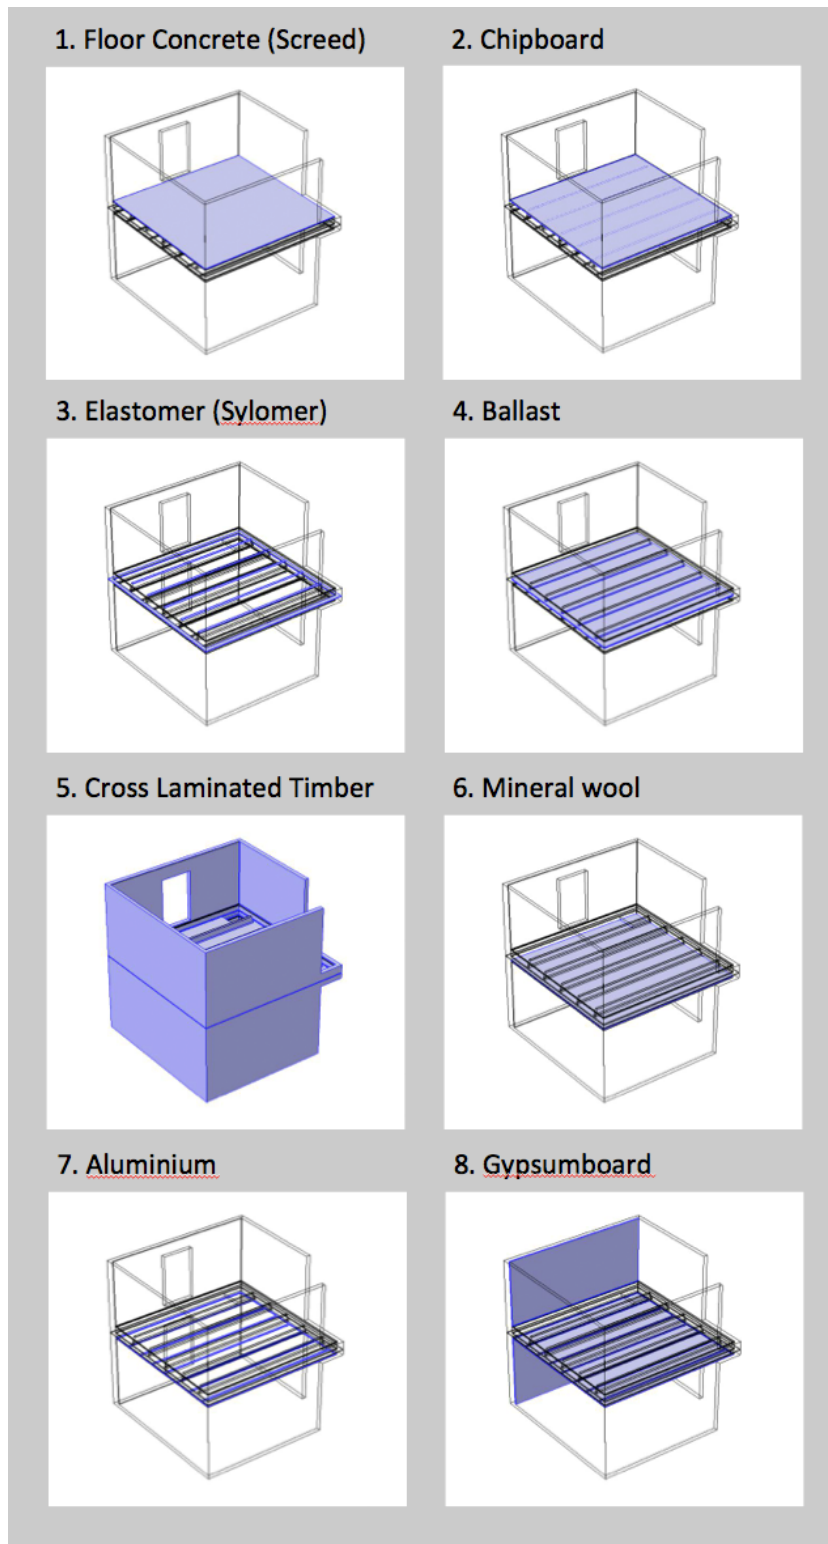 1. Floor Concrete (Screed)
2. Chipboard
3. Elastomer (Sylomer)
4. Ballast
5. Cross Laminated Timber
6. Mineral wool
7. Aluminium
8. Gypsumboard